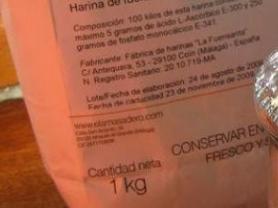 Harina de
Composición: 100 kilos de esta harina contiene
5 gramos de ácido L-Ascórbico E-300 y 250
gramos de fosfato monocálcico E-341.
Fabricante: Fábrica de harinas "La Fuensanta"
C/ Antequera, 53 - 29100 Coín (Málaga) - España
N. Registro Sanitario: 20 10 719-MA
Lote/Fecha de elaboración: 24 de agosto de 2009
Fecha de caducidad 23 de noviembre de 2009
www.elamasadero.com
CONSERVAR EN
FRESCO Y
Cantidad neta
1 kg